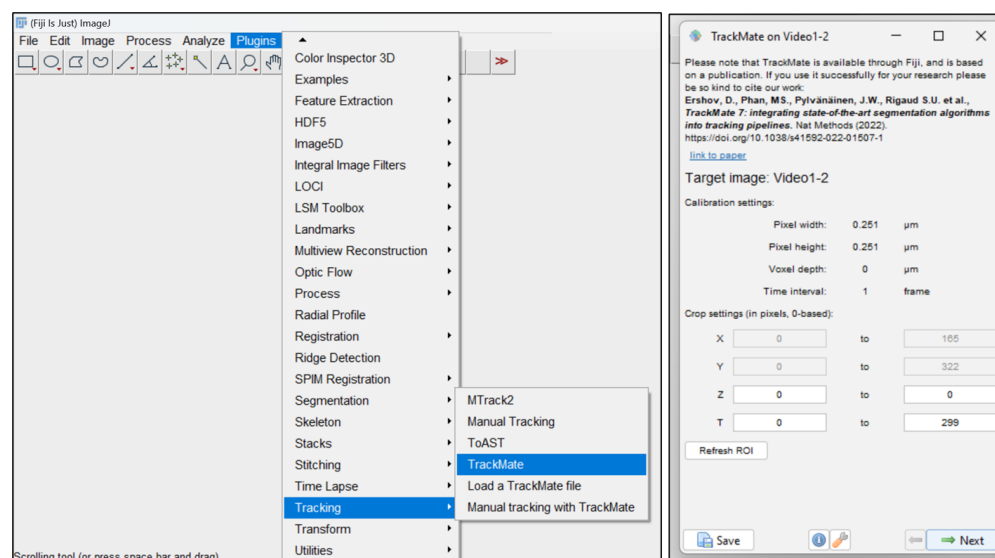 (Fiji Is Just) ImageJ
File Edit Image Process Analyze Plugins
Color Inspector 3D
Examples
Feature Extraction
HDF5
Image5D
Integral Image Filters
LOCI
LSM Toolbox
Landmarks
Multiview Reconstruction
Optic Flow
Process
Radial Profile
Registration
Ridge Detection
SPIM Registration
Segmentation
Skeleton
Stacks
Stitching
Time Lapse
Tracking
Transform
Utilities
MTrack2
Manual Tracking
ToAST
TrackMate
Load a TrackMate file
Manual tracking with TrackMate
Scrolling tool (or press space bar and drag)
TrackMate on Video1-2
Please note that TrackMate is available through Fiji, and is based
on a publication. If you use it successfully for your research please
be so kind to cite our work:
Ershov, D., Phan, MS., Pylvänäinen, J.W., Rigaud S.U. et al.,
TrackMate 7: integrating state-of-the-art segmentation algorithms
into tracking pipelines. Nat Methods (2022).
https://doi.org/10.1038/s41592-022-01507-1
link to paper
Target image: Video1-2
Calibration settings:
Pixel width: 0.251 µm
Pixel height: 0.251 µm
Voxel depth: 0 µm
Time interval: 1 frame
Crop settings (in pixels, 0-based):
X 0 to 165
Y 0 to 322
Z 0 to 0
T 0 to 299
Refresh ROI
Save Next